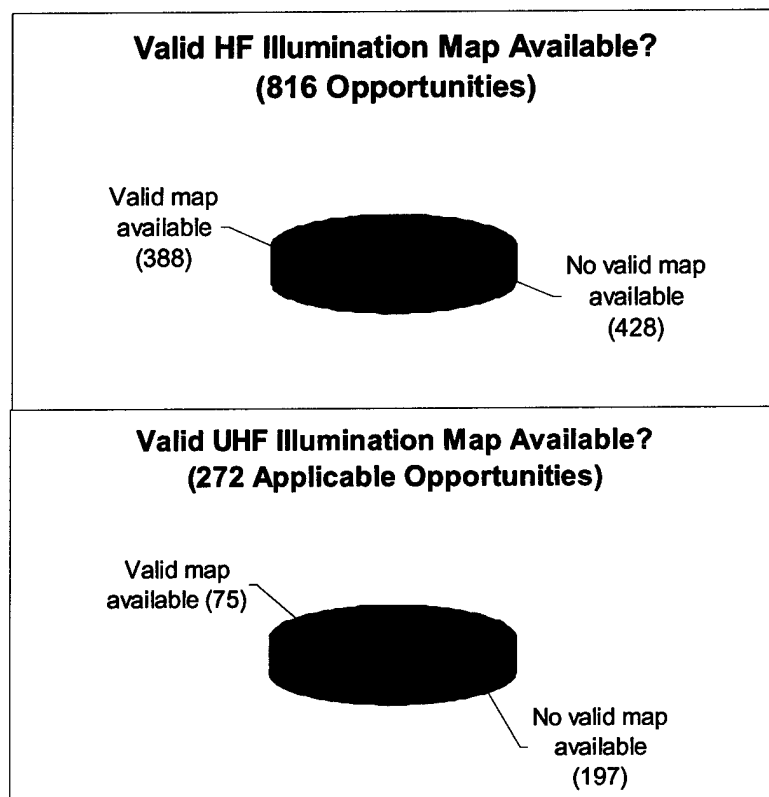 Valid HF Illumination Map Available?
(816 Opportunities)
Valid map
available
(388)
No valid map
available
(428)
Valid UHF Illumination Map Available?
(272 Applicable Opportunities)
Valid map
available (75)
No valid map
available
(197)